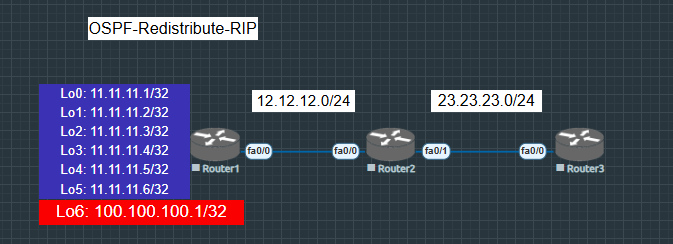 OSPF-Redistribute-RIP
Lo0: 11.11.11.1/32
Lo1: 11.11.11.2/32
Lo2: 11.11.11.3/32
Lo3: 11.11.11.4/32
Lo4: 11.11.11.5/32
Lo5: 11.11.11.6/32
Lo6: 100.100.100.1/32
12.12.12.0/24
23.23.23.0/24
fa0/0
fa0/0
fa0/1
fa0/0
Router1
Router2
Router3